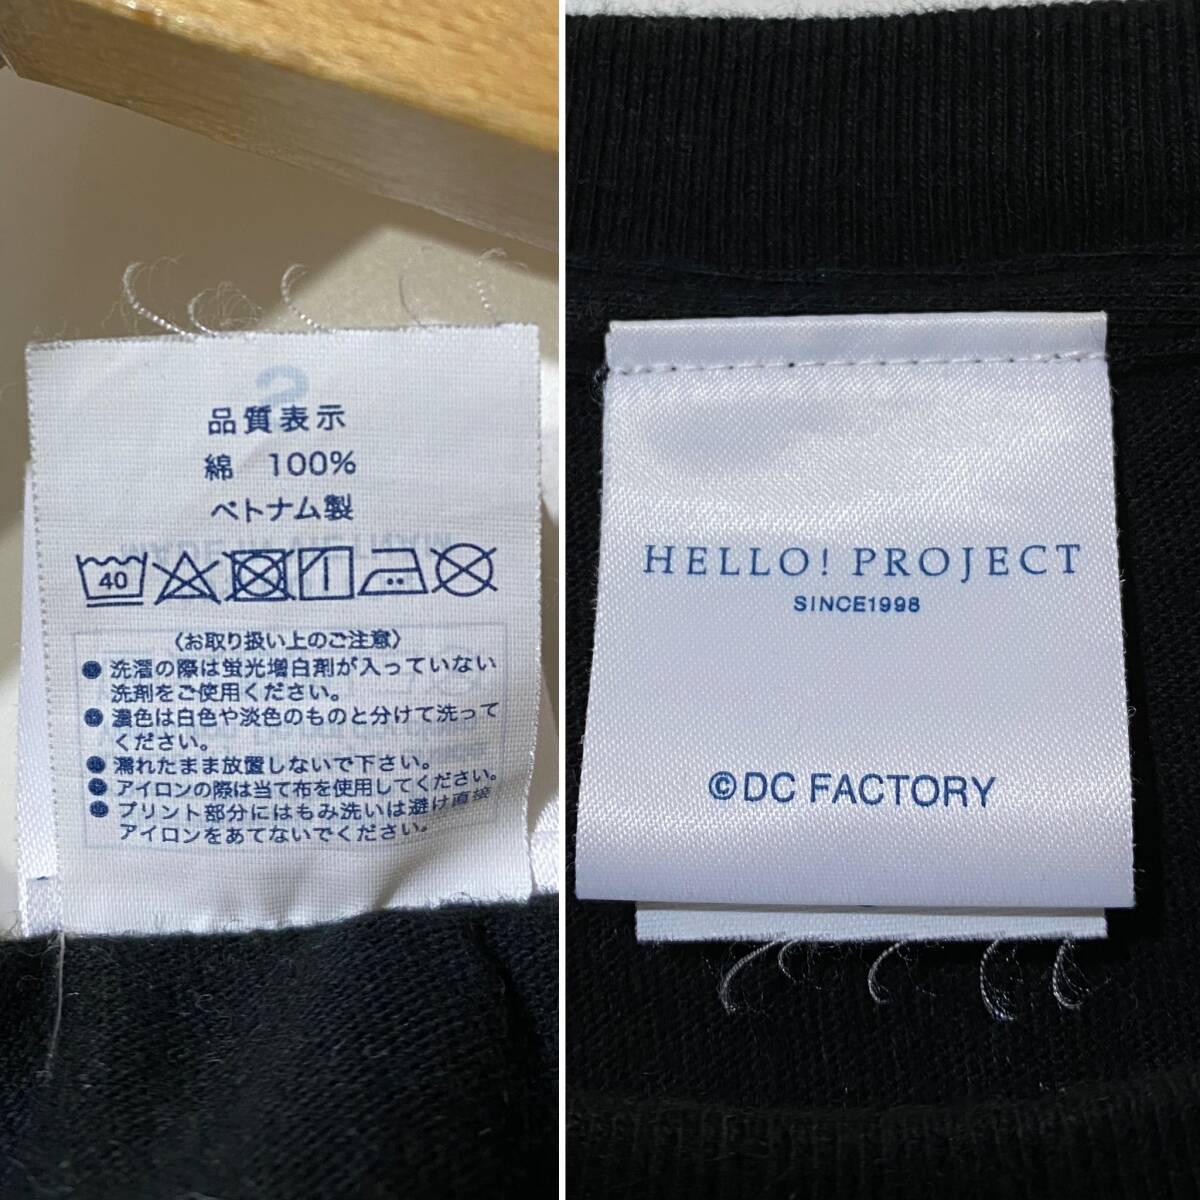 品質表示
綿 100%
ベトナム製
40
〈お取り扱い上のご注意〉
● 洗濯の際は蛍光増白剤が入っていない
洗剤をご使用ください。
● 濃色は白色や淡色のものと分けて洗って
ください。
● 濡れたまま放置しないで下さい。
● アイロンの際は当て布を使用してください。
● プリント部分にはもみ洗いは避け直接
アイロンをあてないでください。
HELLO! PROJECT
SINCE1998
©DC FACTORY